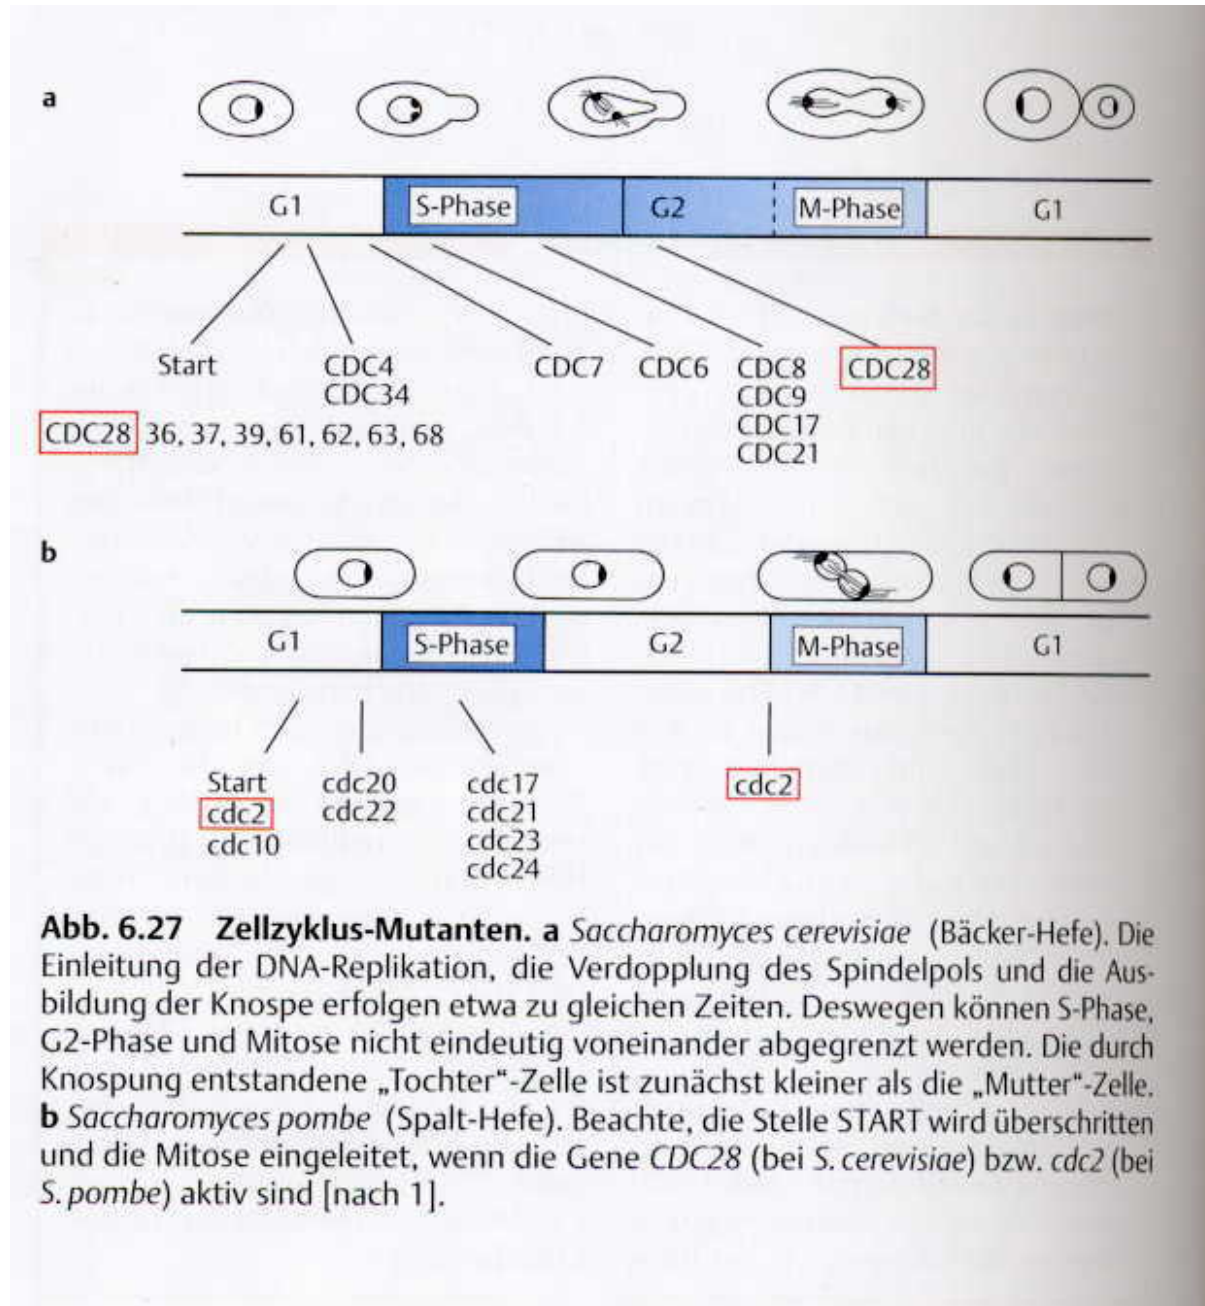 a
G1 S-Phase G2 M-Phase G1
Start CDC4 CDC7 CDC6 CDC8 CDC28
CDC34 CDC9
CDC28 36, 37, 39, 61, 62, 63, 68 CDC17
CDC21
b
G1 S-Phase G2 M-Phase G1
Start cdc20 cdc17 cdc2
cdc2 cdc22 cdc21
cdc10 cdc23
cdc24
Abb. 6.27 Zellzyklus-Mutanten. a Saccharomyces cerevisiae (Bäcker-Hefe). Die
Einleitung der DNA-Replikation, die Verdopplung des Spindelpols und die Aus-
bildung der Knospe erfolgen etwa zu gleichen Zeiten. Deswegen können S-Phase,
G2-Phase und Mitose nicht eindeutig voneinander abgegrenzt werden. Die durch
Knospung entstandene „Tochter“-Zelle ist zunächst kleiner als die „Mutter“-Zelle.
b Saccharomyces pombe (Spalt-Hefe). Beachte, die Stelle START wird überschritten
und die Mitose eingeleitet, wenn die Gene CDC28 (bei S. cerevisiae) bzw. cdc2 (bei
S. pombe) aktiv sind [nach 1].